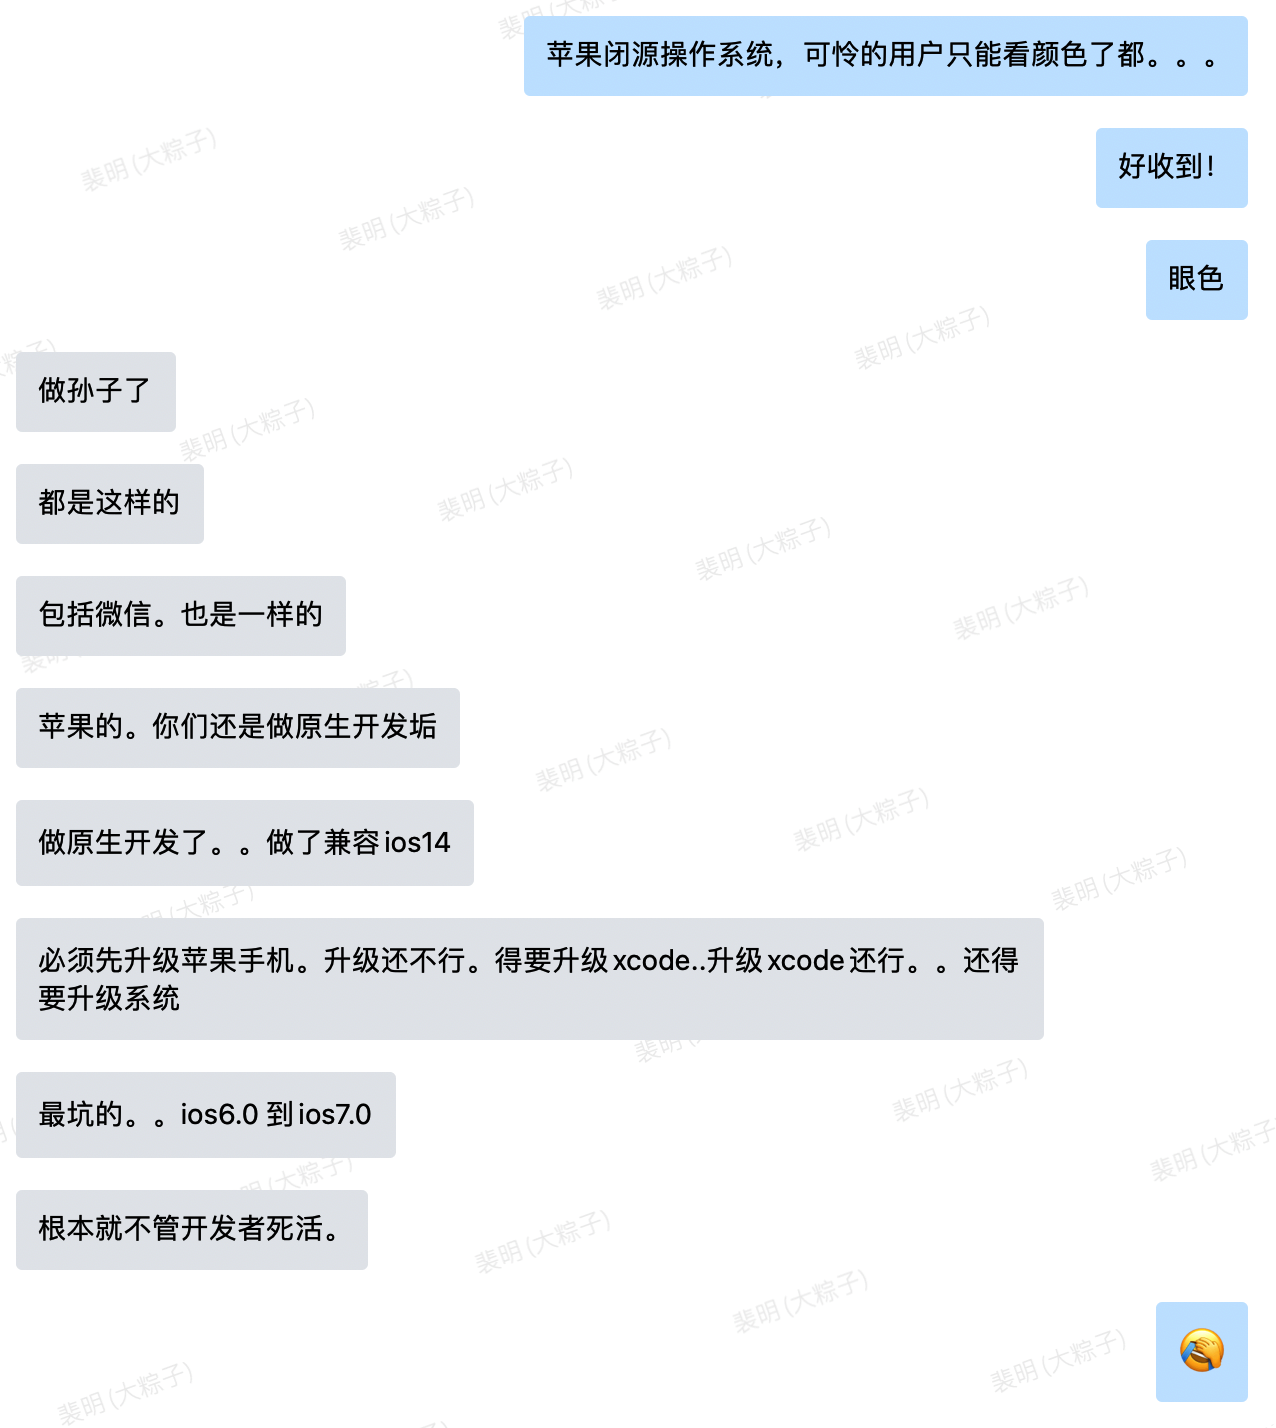 苹果闭源操作系统，可怜的用户只能看颜色了都。。。
好收到！
眼色
做孙子了
都是这样的
包括微信。也是一样的
苹果的。你们还是做原生开发垢
做原生开发了。。做了兼容ios14
必须先升级苹果手机。升级还不行。得要升级xcode..升级xcode还行。。还得
要升级系统
最坑的。。ios6.0 到ios7.0
根本就不管开发者死活。
裴明(大粽子)